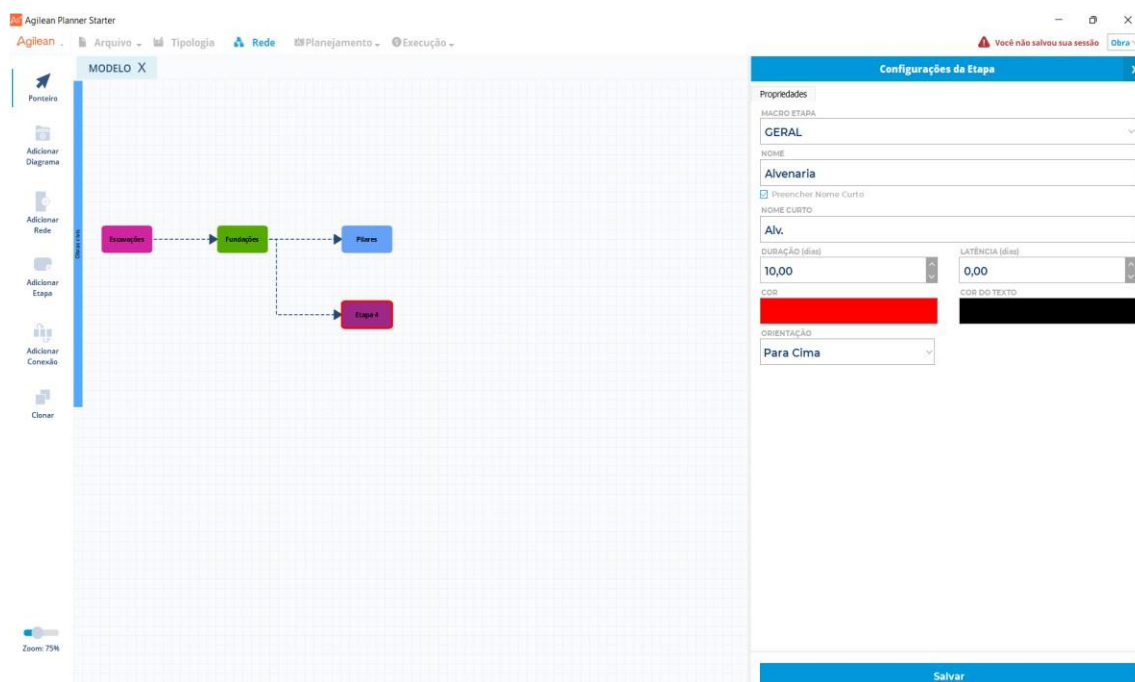 Agilean Planner Starter
Agilean
Arquivo
Tipologia
Rede
Planejamento
Execução
Você não salvou sua sessão
Obra
MODELO X
Ponteiro
Adicionar
Diagrama
Adicionar
Rede
Adicionar
Etapa
Adicionar
Conexão
Clonar
Zoom: 75%
Escavações
Fundações
Pilares
Etapa 4
Configurações da Etapa
Propriedades
MACRO ETAPA
GERAL
NOME
Alvenaria
Preencher Nome Curto
NOME CURTO
Alv.
DURAÇÃO (dias)
LATÊNCIA (dias)
10,00
0,00
COR
COR DO TEXTO
ORIENTAÇÃO
Para Cima
Salvar